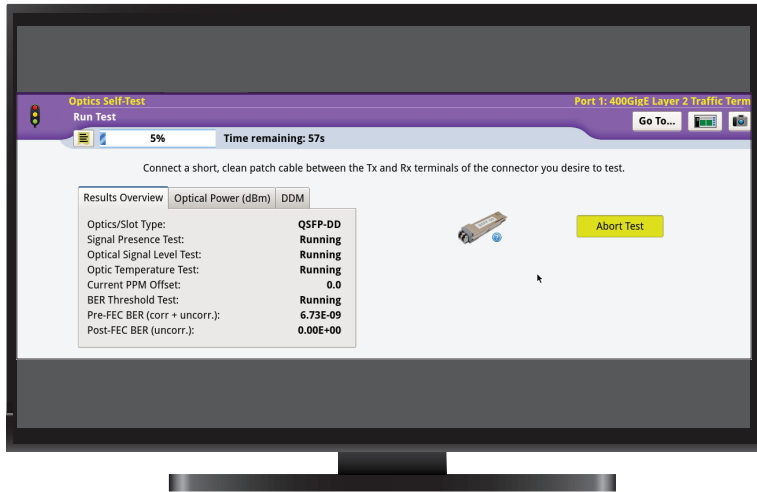 Optics Self-Test
Port 1: 400GigE Layer 2 Traffic Term
Run Test
Go To...
5%
Time remaining: 57s
Connect a short, clean patch cable between the Tx and Rx terminals of the connector you desire to test.
Results Overview
Optical Power (dBm)
DDM
Optics/Slot Type: QSFP-DD
Signal Presence Test: Running
Optical Signal Level Test: Running
Optic Temperature Test: Running
Current PPM Offset: 0.0
BER Threshold Test: Running
Pre-FEC BER (corr + uncorr.): 6.73E-09
Post-FEC BER (uncorr.): 0.00E+00
Abort Test